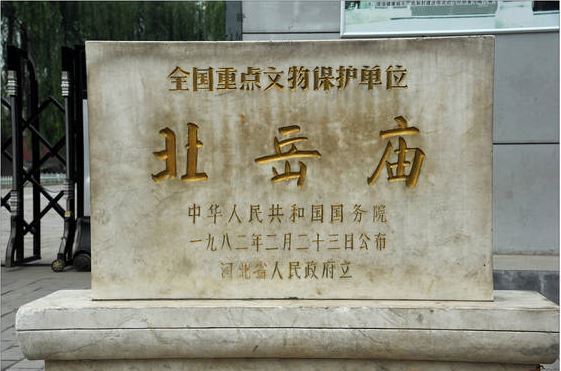 全国重点文物保护单位
北岳庙
中华人民共和国国务院
一九八二年二月二十三日公布
河北省人民政府立